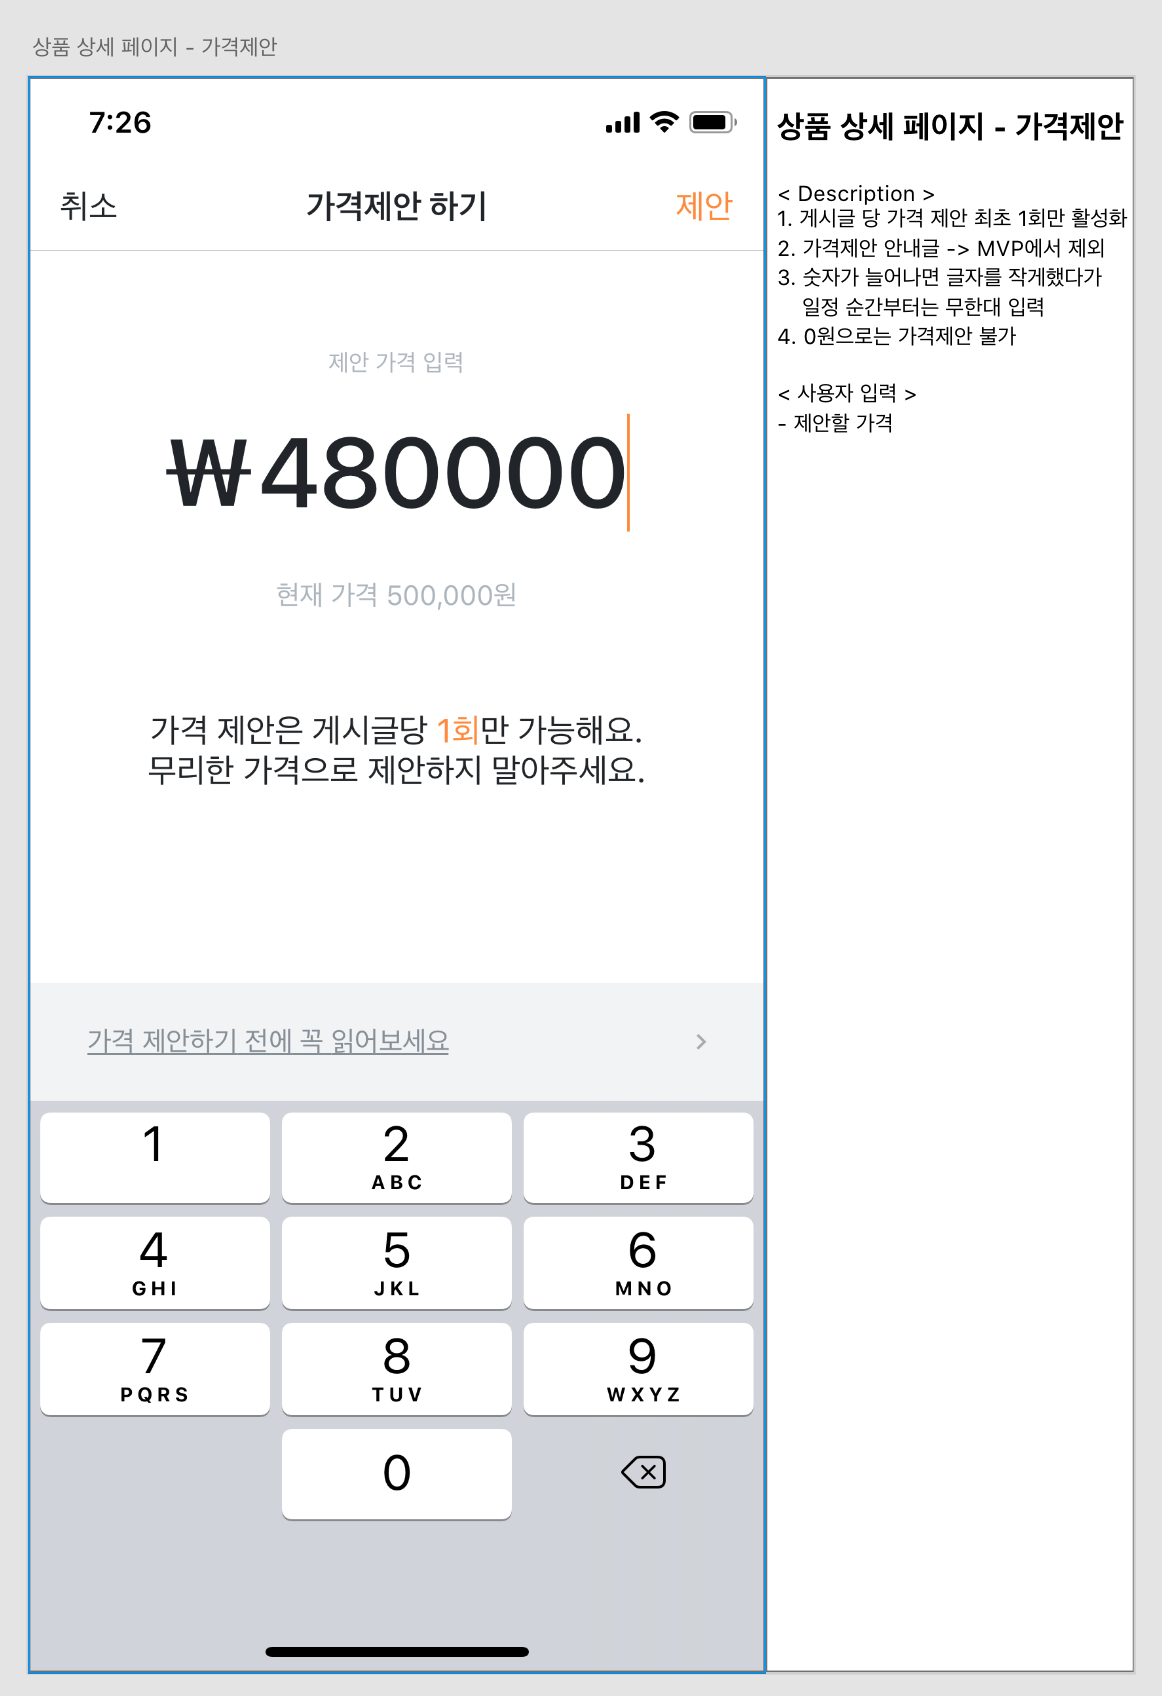 상품 상세 페이지 - 가격제안
7:26
취소 가격제안 하기 제안
제안 가격 입력
₩480000
현재 가격 500,000원
가격 제안은 게시글당 1회만 가능해요.
무리한 가격으로 제안하지 말아주세요.
가격 제안하기 전에 꼭 읽어보세요
1 2 3
ABC DEF
4 5 6
GHI JKL MNO
7 8 9
PQRS TUV WXYZ
0
상품 상세 페이지 - 가격제안
< Description >
1. 게시글 당 가격 제안 최초 1회만 활성화
2. 가격제안 안내글 -> MVP에서 제외
3. 숫자가 늘어나면 글자를 작게했다가
일정 순간부터는 무한대 입력
4. 0원으로는 가격제안 불가
< 사용자 입력 >
- 제안할 가격